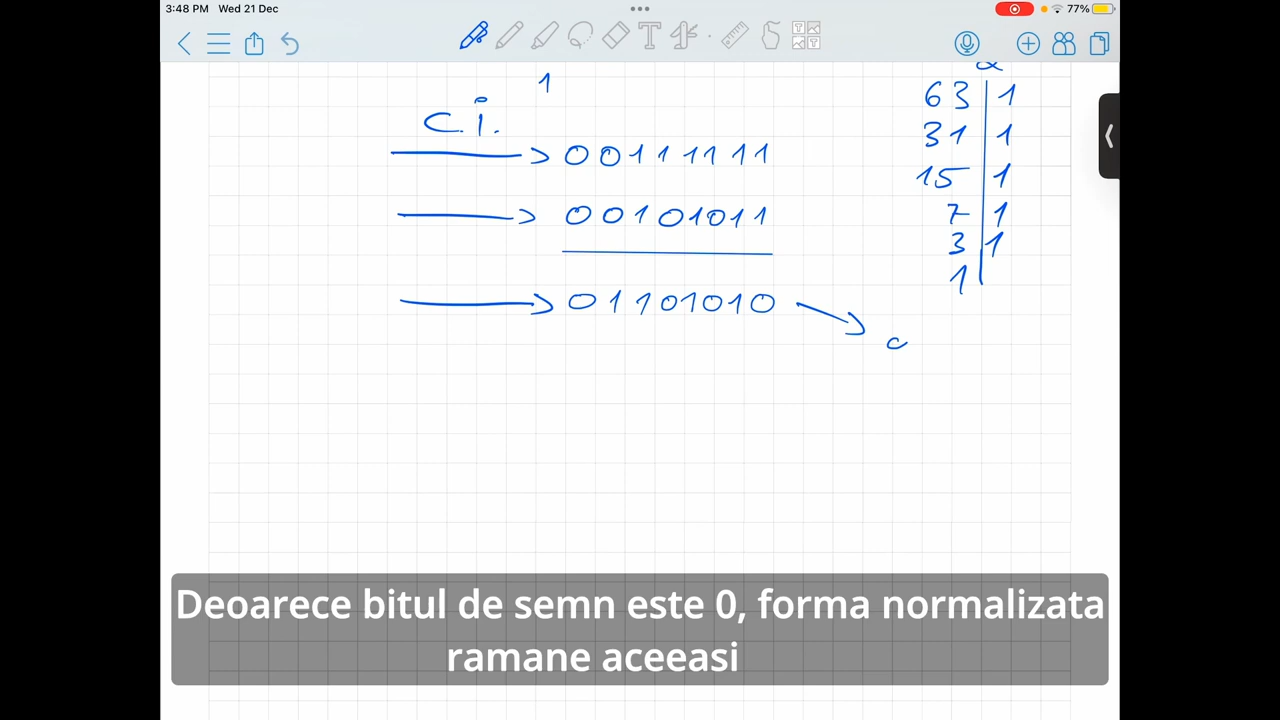 3:48 PM Wed 21 Dec
77%
1
C.i.
00111111
00101011
01101010
c
2
63 1
31 1
15 1
7 1
3 1
1
Deoarece bitul de semn este 0, forma normalizata
ramane aceeasi